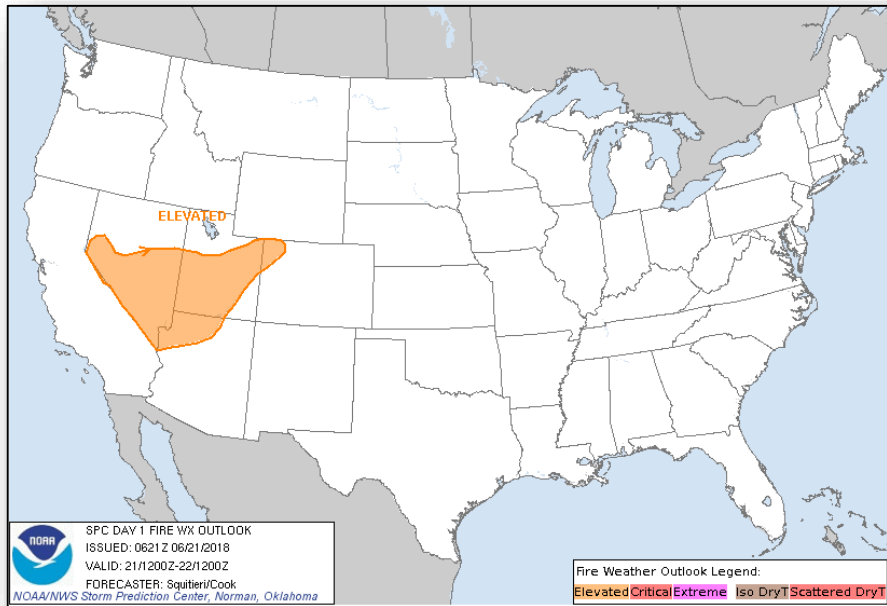 ELEVATED
NOAA
SPC DAY 1 FIRE WX OUTLOOK
ISSUED: 0621Z 06/21/2018
VALID: 21/1200Z-22/1200Z
FORECASTER: Squitieri/Cook
NOAA/NWS Storm Prediction Center, Norman, Oklahoma
Fire Weather Outlook Legend:
Elevated Critical Extreme Iso DryT Scattered DryT